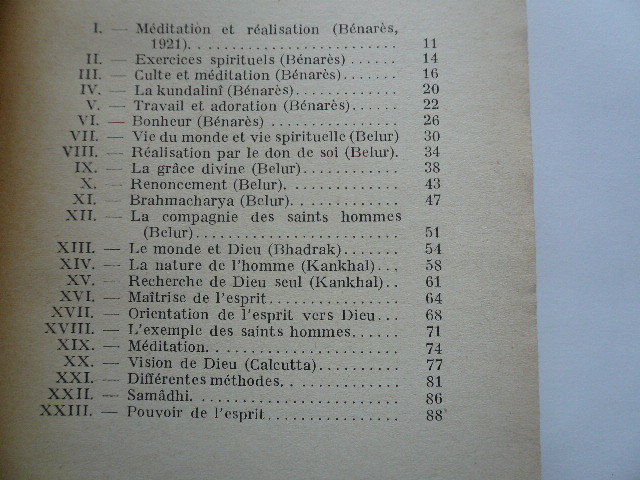 I. — Méditation et réalisation (Bénarès,
1921). . . . . . . . . . . . . . . . . . . . . . . . 11
II. — Exercices spirituels (Bénarès) . . . . . . 14
III. — Culte et méditation (Bénarès) . . . . . . 16
IV. — La kundalinî (Bénarès). . . . . . . . . . . . 20
V. — Travail et adoration (Bénarès) . . . . . . 22
VI. — Bonheur (Bénarès) . . . . . . . . . . . . . . . 26
VII. — Vie du monde et vie spirituelle (Belur) 30
VIII. — Réalisation par le don de soi (Belur). 34
IX. — La grâce divine (Belur) . . . . . . . . . . . 38
X. — Renoncement (Belur). . . . . . . . . . . . . 43
XI. — Brahmacharya (Belur). . . . . . . . . . . . 47
XII. — La compagnie des saints hommes
(Belur) . . . . . . . . . . . . . . . . . . . . . . . 51
XIII. — Le monde et Dieu (Bhadrak) . . . . . . . 54
XIV. — La nature de l'homme (Kankhal) . . . 58
XV. — Recherche de Dieu seul (Kankhal) . . 61
XVI. — Maîtrise de l'esprit. . . . . . . . . . . . . . . 64
XVII. — Orientation de l'esprit vers Dieu . . . 68
XVIII. — L'exemple des saints hommes. . . . . . 71
XIX. — Méditation. . . . . . . . . . . . . . . . . . . . . 74
XX. — Vision de Dieu (Calcutta) . . . . . . . . . 77
XXI. — Différentes méthodes. . . . . . . . . . . . . 81
XXII. — Samâdhi. . . . . . . . . . . . . . . . . . . . . . 86
XXIII. — Pouvoir de l'esprit. . . . . . . . . . . . . . . 88